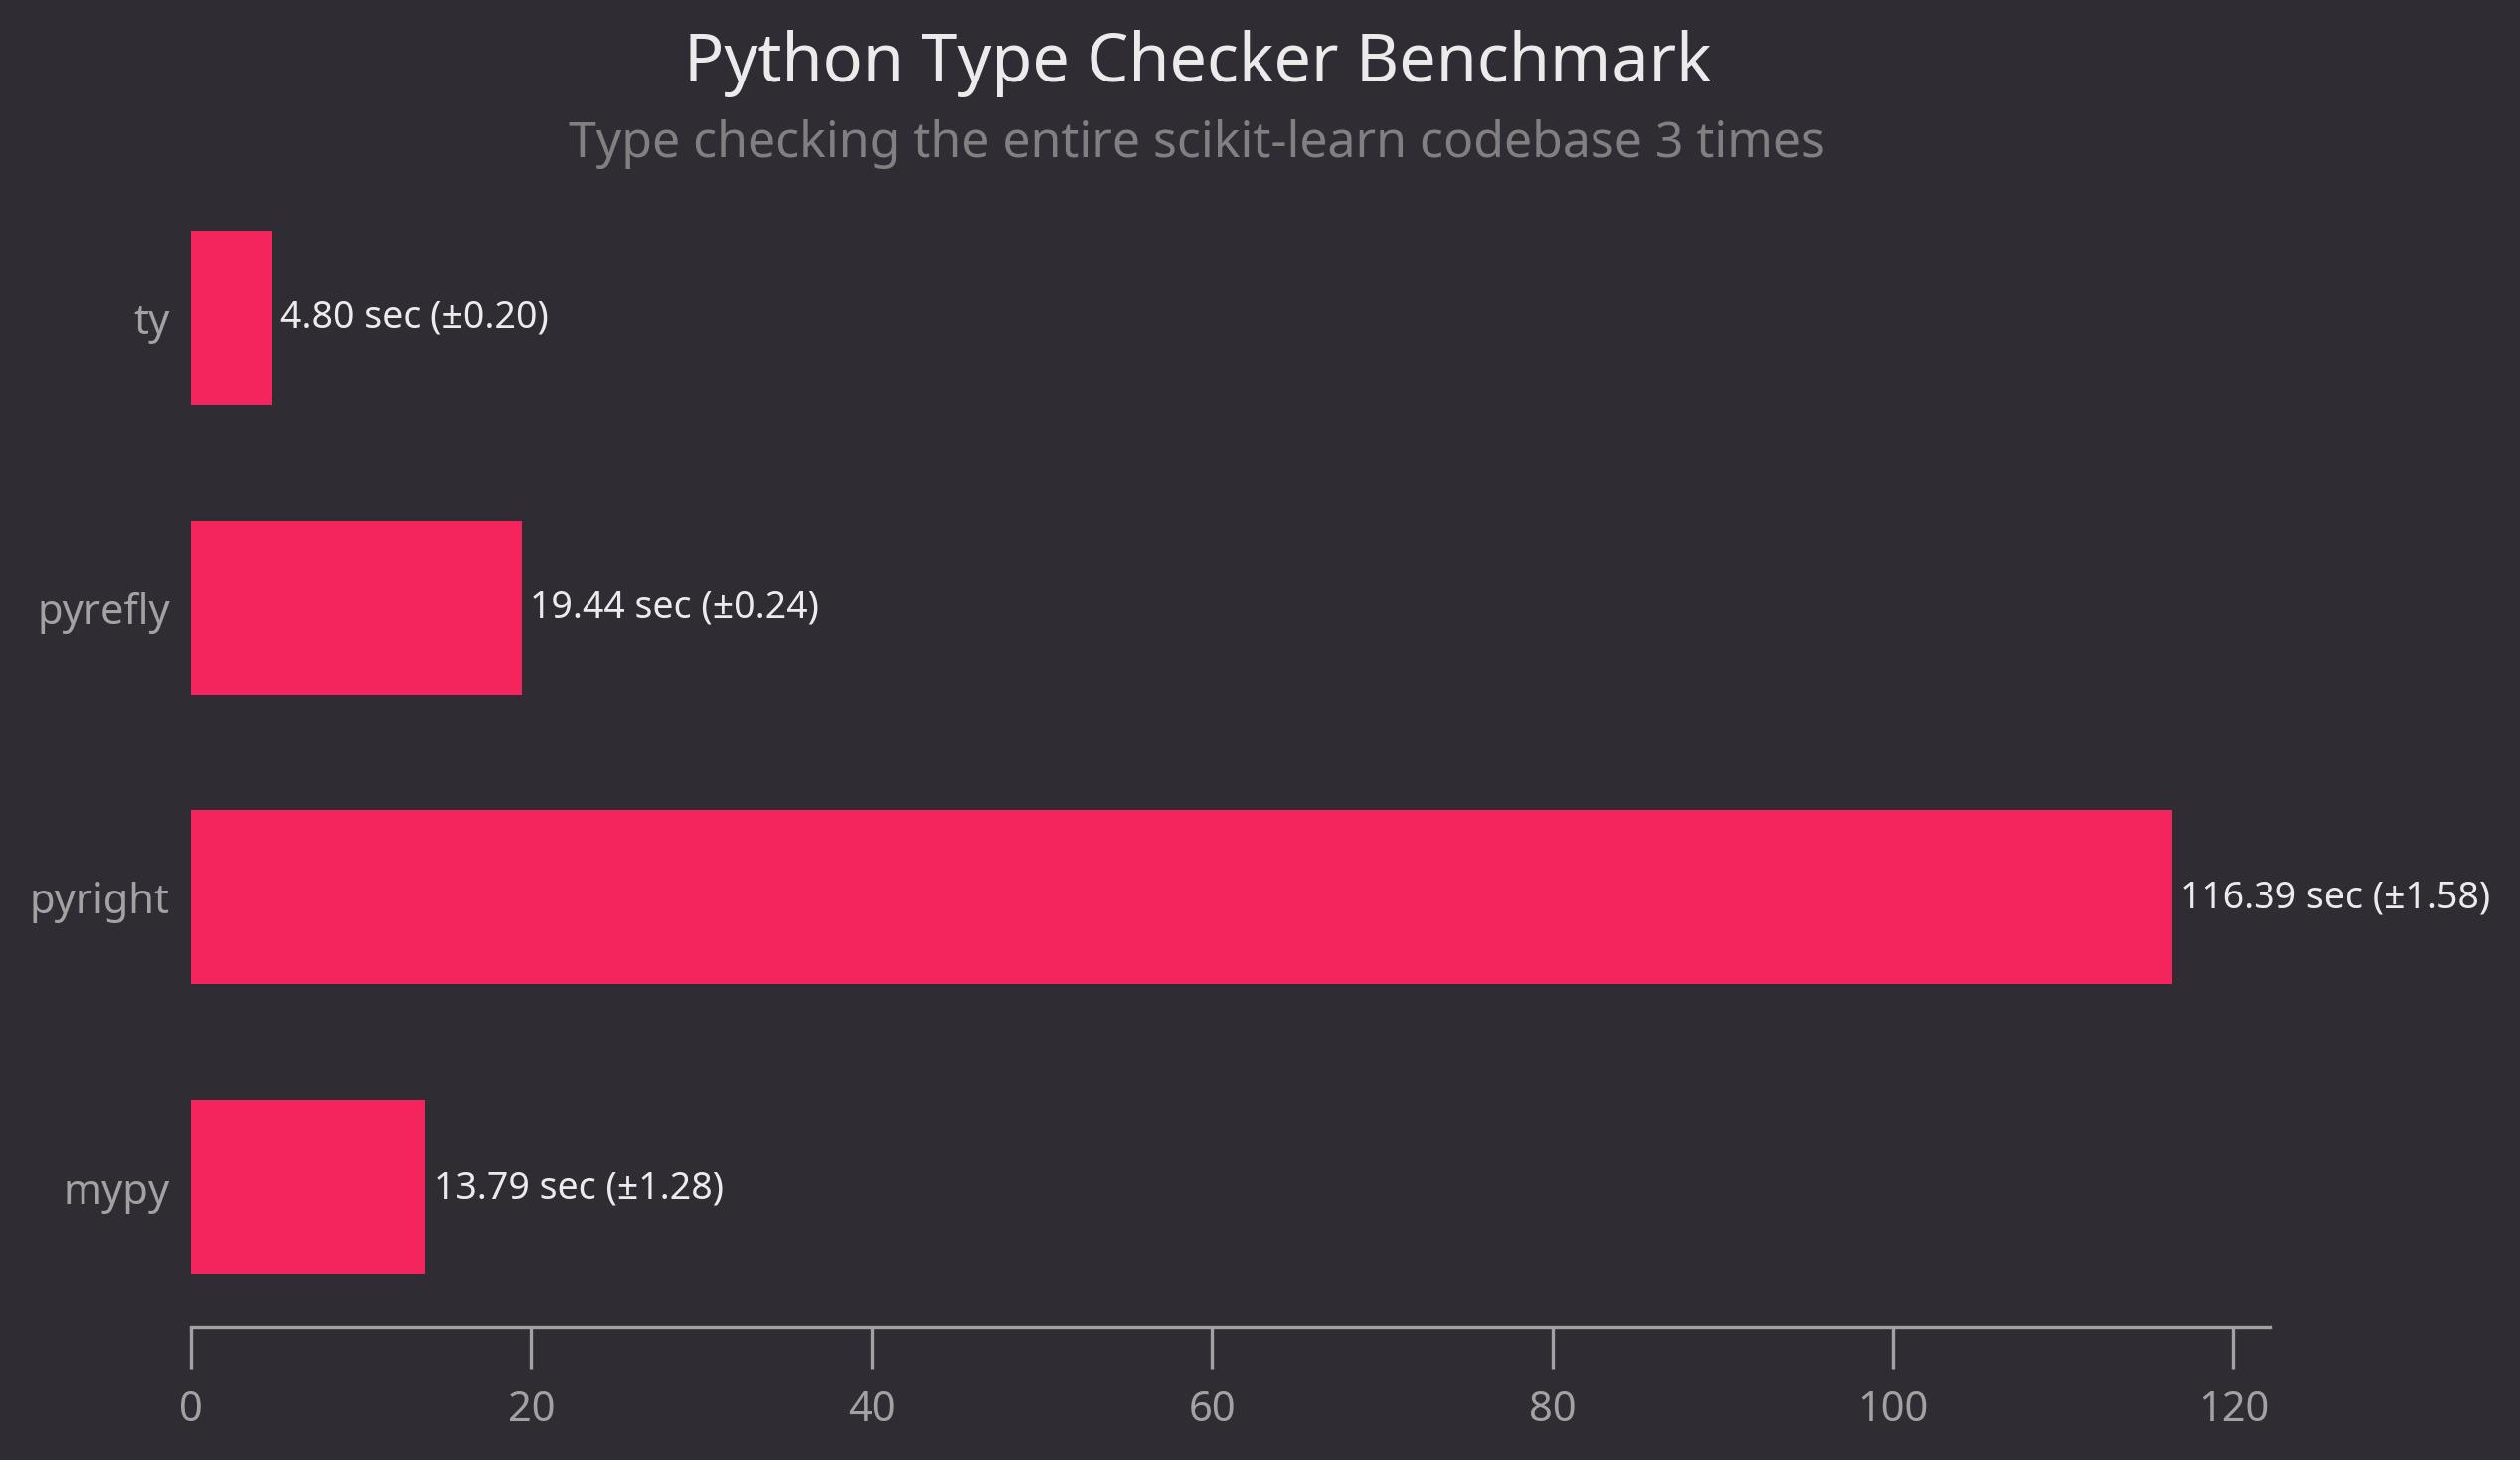 Python Type Checker Benchmark
Type checking the entire scikit-learn codebase 3 times
ty 4.80 sec (±0.20)
pyrefly 19.44 sec (±0.24)
pyright 116.39 sec (±1.58)
mypy 13.79 sec (±1.28)
0 20 40 60 80 100 120